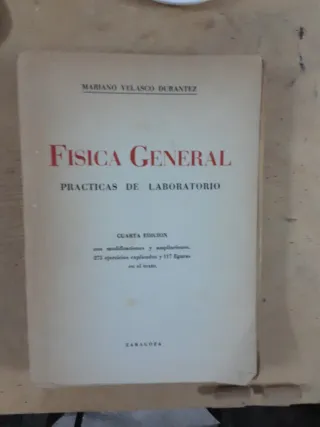 MARIANO VELASCO DURANTEZ
FISICA GENERAL
PRACTICAS DE LABORATORIO
CUARTA EDICION
con modificaciones y ampliaciones.
272 ejercicios explicados y 117 figuras
en el texto
ZARAGOZA